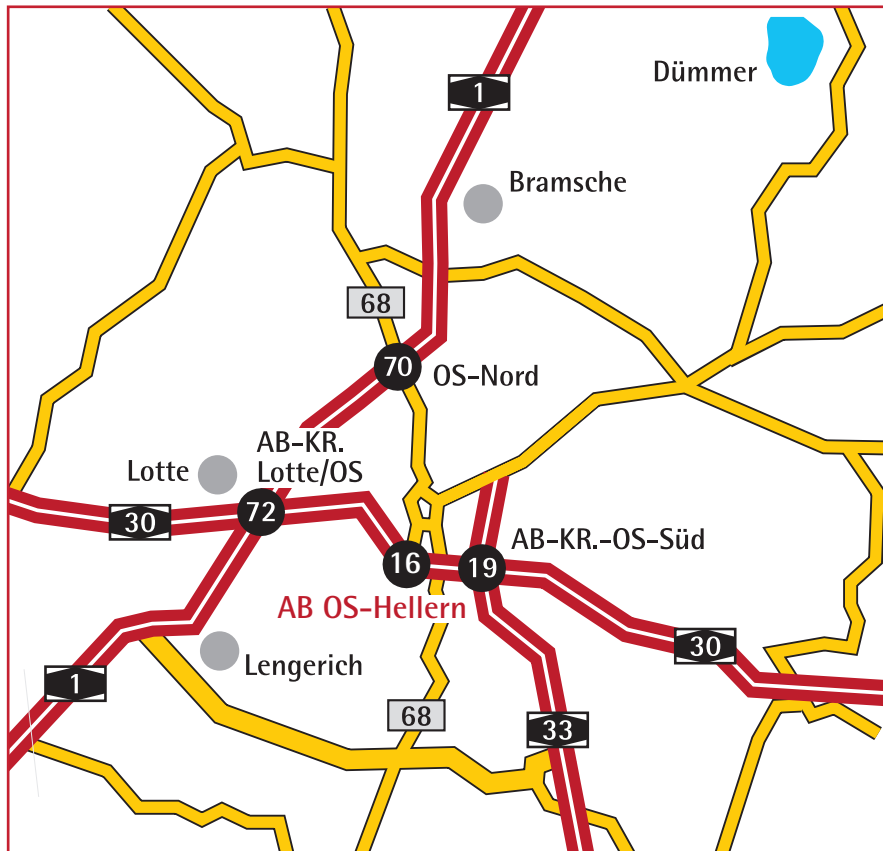 Dümmer
1
Bramsche
68
70
OS-Nord
AB-KR.
Lotte/OS
Lotte
72
30
AB-KR.-OS-Süd
16
19
AB OS-Hellern
30
Lengerich
1
68
33